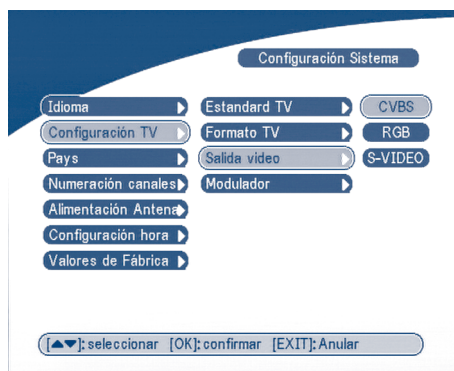 Configuración Sistema
Idioma
Estandard TV
CVBS
Configuración TV
Formato TV
RGB
Pays
Salida video
S-VIDEO
Numeración canales
Modulador
Alimentación Antena
Configuración hora
Valores de Fábrica
[▲▼]: seleccionar [OK]: confirmar [EXIT]: Anular